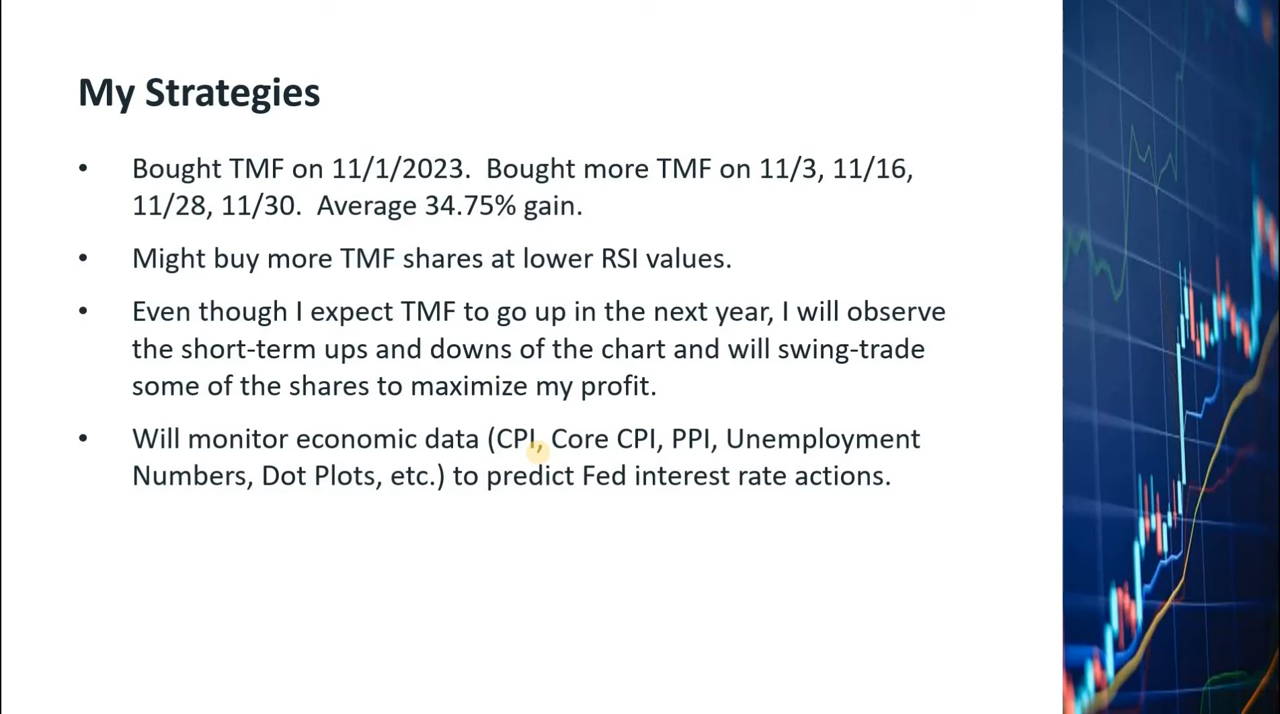 My Strategies
• Bought TMF on 11/1/2023.  Bought more TMF on 11/3, 11/16,
11/28, 11/30.  Average 34.75% gain.
• Might buy more TMF shares at lower RSI values.
• Even though I expect TMF to go up in the next year, I will observe
the short-term ups and downs of the chart and will swing-trade
some of the shares to maximize my profit.
• Will monitor economic data (CPI, Core CPI, PPI, Unemployment
Numbers, Dot Plots, etc.) to predict Fed interest rate actions.